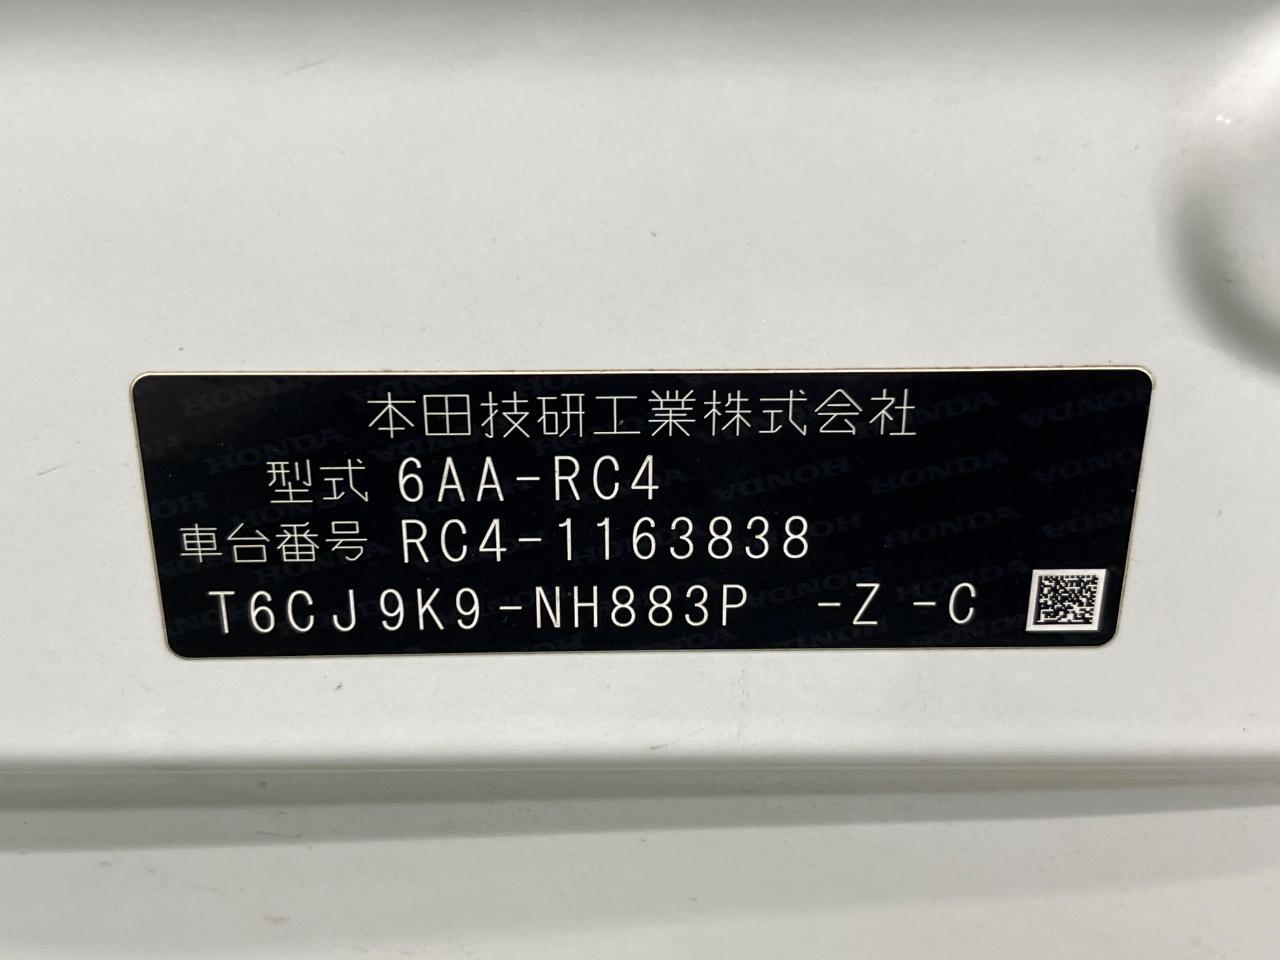 本田技研工業株式会社
型式 6AA-RC4
車台番号 RC4-1163838
T6CJ9K9-NH883P -Z -C